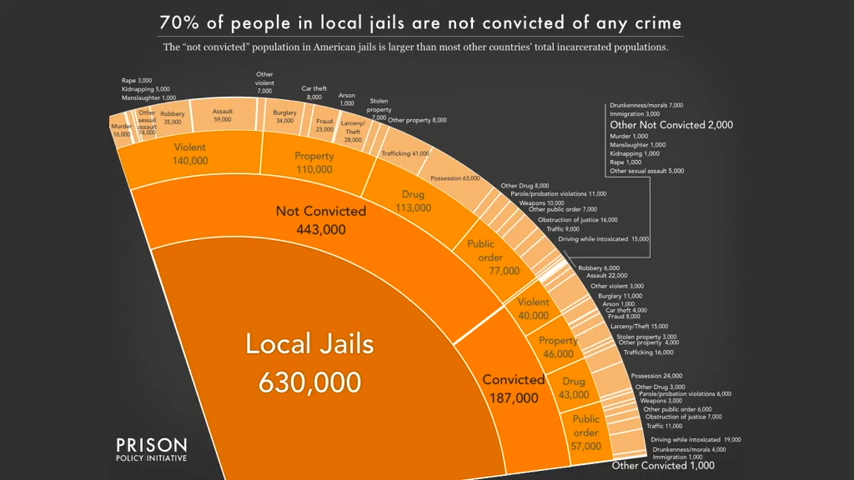 70% of people in local jails are not convicted of any crime
The “not convicted” population in American jails is larger than most other countries’ total incarcerated populations.
Rape 3,000
Kidnapping 5,000
Manslaughter 1,000
Other
violent
7,000
Car theft
8,000
Arson
1,000
Stolen
property
7,000
Other property 8,000
Murder
16,000
Other
sexual
assault
14,000
Robbery
35,000
Assault
59,000
Burglary
34,000
Fraud
23,000
Larceny/
Theft
28,000
Trafficking 41,000
Possession 63,000
Other Drug 8,000
Parole/probation violations 11,000
Weapons 10,000
Other public order 7,000
Obstruction of justice 16,000
Traffic 9,000
Driving while intoxicated 15,000
Drunkenness/morals 7,000
Immigration 3,000
Other Not Convicted 2,000
Murder 1,000
Manslaughter 1,000
Kidnapping 1,000
Rape 1,000
Other sexual assault 5,000
Violent
140,000
Property
110,000
Drug
113,000
Public
order
77,000
Not Convicted
443,000
Robbery 6,000
Assault 22,000
Other violent 3,000
Burglary 11,000
Arson 1,000
Car theft 4,000
Fraud 8,000
Larceny/Theft 15,000
Stolen property 3,000
Other property 4,000
Trafficking 16,000
Possession 24,000
Other Drug 3,000
Parole/probation violations 6,000
Weapons 3,000
Other public order 6,000
Obstruction of justice 7,000
Traffic 11,000
Driving while intoxicated 19,000
Drunkenness/morals 4,000
Immigration 1,000
Other Convicted 1,000
Violent
40,000
Property
46,000
Drug
43,000
Public
order
57,000
Convicted
187,000
Local Jails
630,000
PRISON
POLICY INITIATIVE